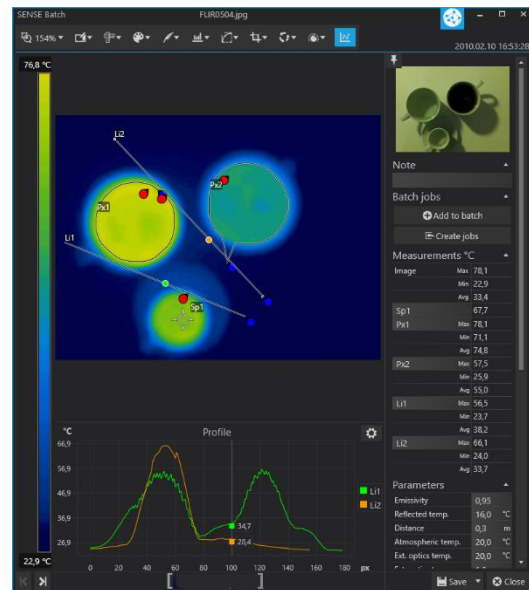 SENSE Batch FLIR0504.jpg
154% 2010.02.10 16:53:28
76,8 °C
Note
Batch jobs
Add to batch
Create jobs
Measurements °C
Image Max 78,1
Min 22,9
Avg 33,4
Sp1 67,7
Px1 Max 78,1
Min 71,1
Avg 74,8
Px2 Max 57,5
Min 25,9
Avg 55,0
Li1 Max 56,5
Min 23,7
Avg 38,2
Li2 Max 66,1
Min 24,0
Avg 33,7
Parameters
Emissivity 0,95
Reflected temp. 16,0 °C
Distance 0,3 m
Atmospheric temp. 20,0 °C
Ext. optics temp. 20,0 °C
Li2
Px2
Px1
Li1
Sp1
°C Profile
66,9
56,9
46,9
36,9
26,9
34,7
28,4
Li1
Li2
0 20 40 60 80 100 120 140 160 180 px
22,9 °C
Save Close